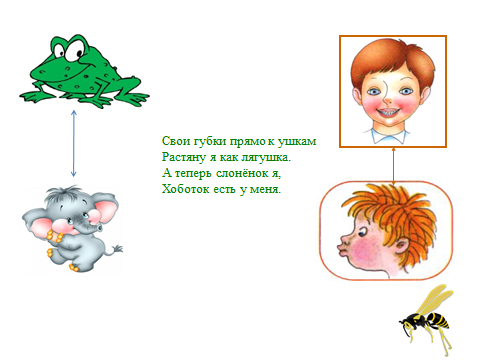 Свои губки прямо к ушкам
Растяну я как лягушка.
А теперь слонёнок я,
Хоботок есть у меня.